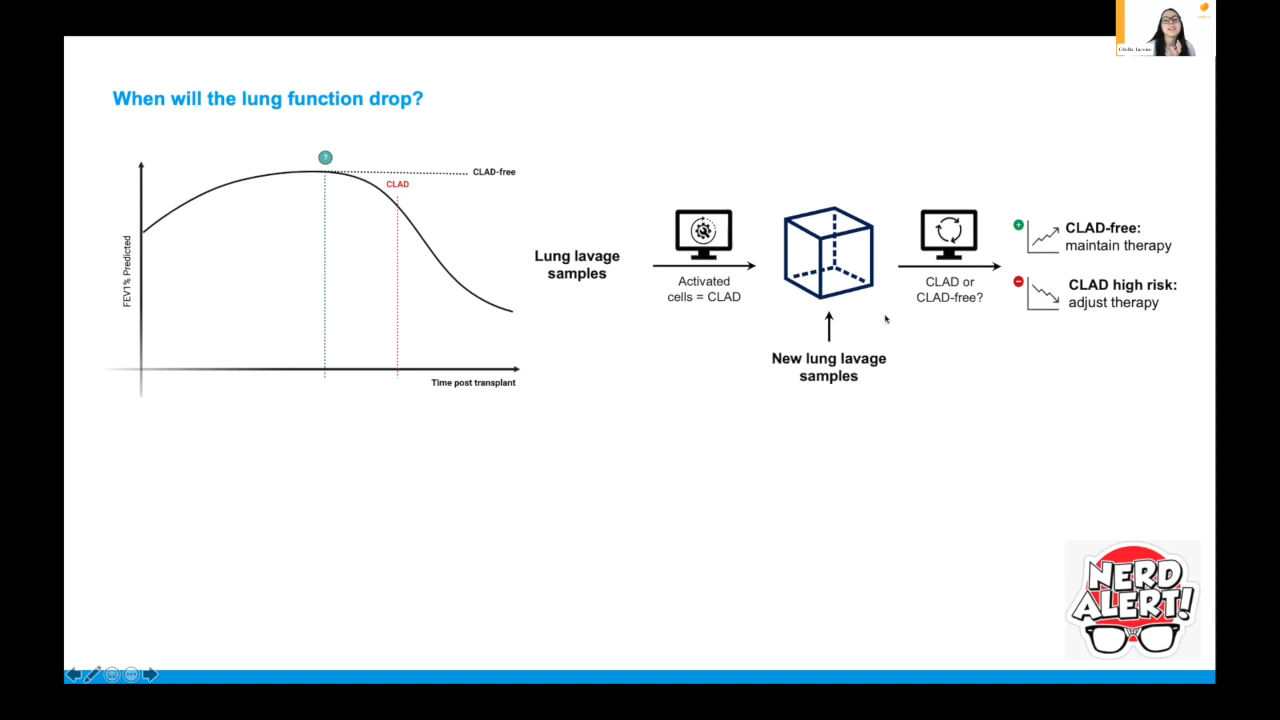 When will the lung function drop?
?
CLAD-free
CLAD
FEV1% Predicted
Time post transplant
Lung lavage
samples
Activated
cells = CLAD
New lung lavage
samples
CLAD or
CLAD-free?
CLAD-free:
maintain therapy
CLAD high risk:
adjust therapy
NERD
ALERT!